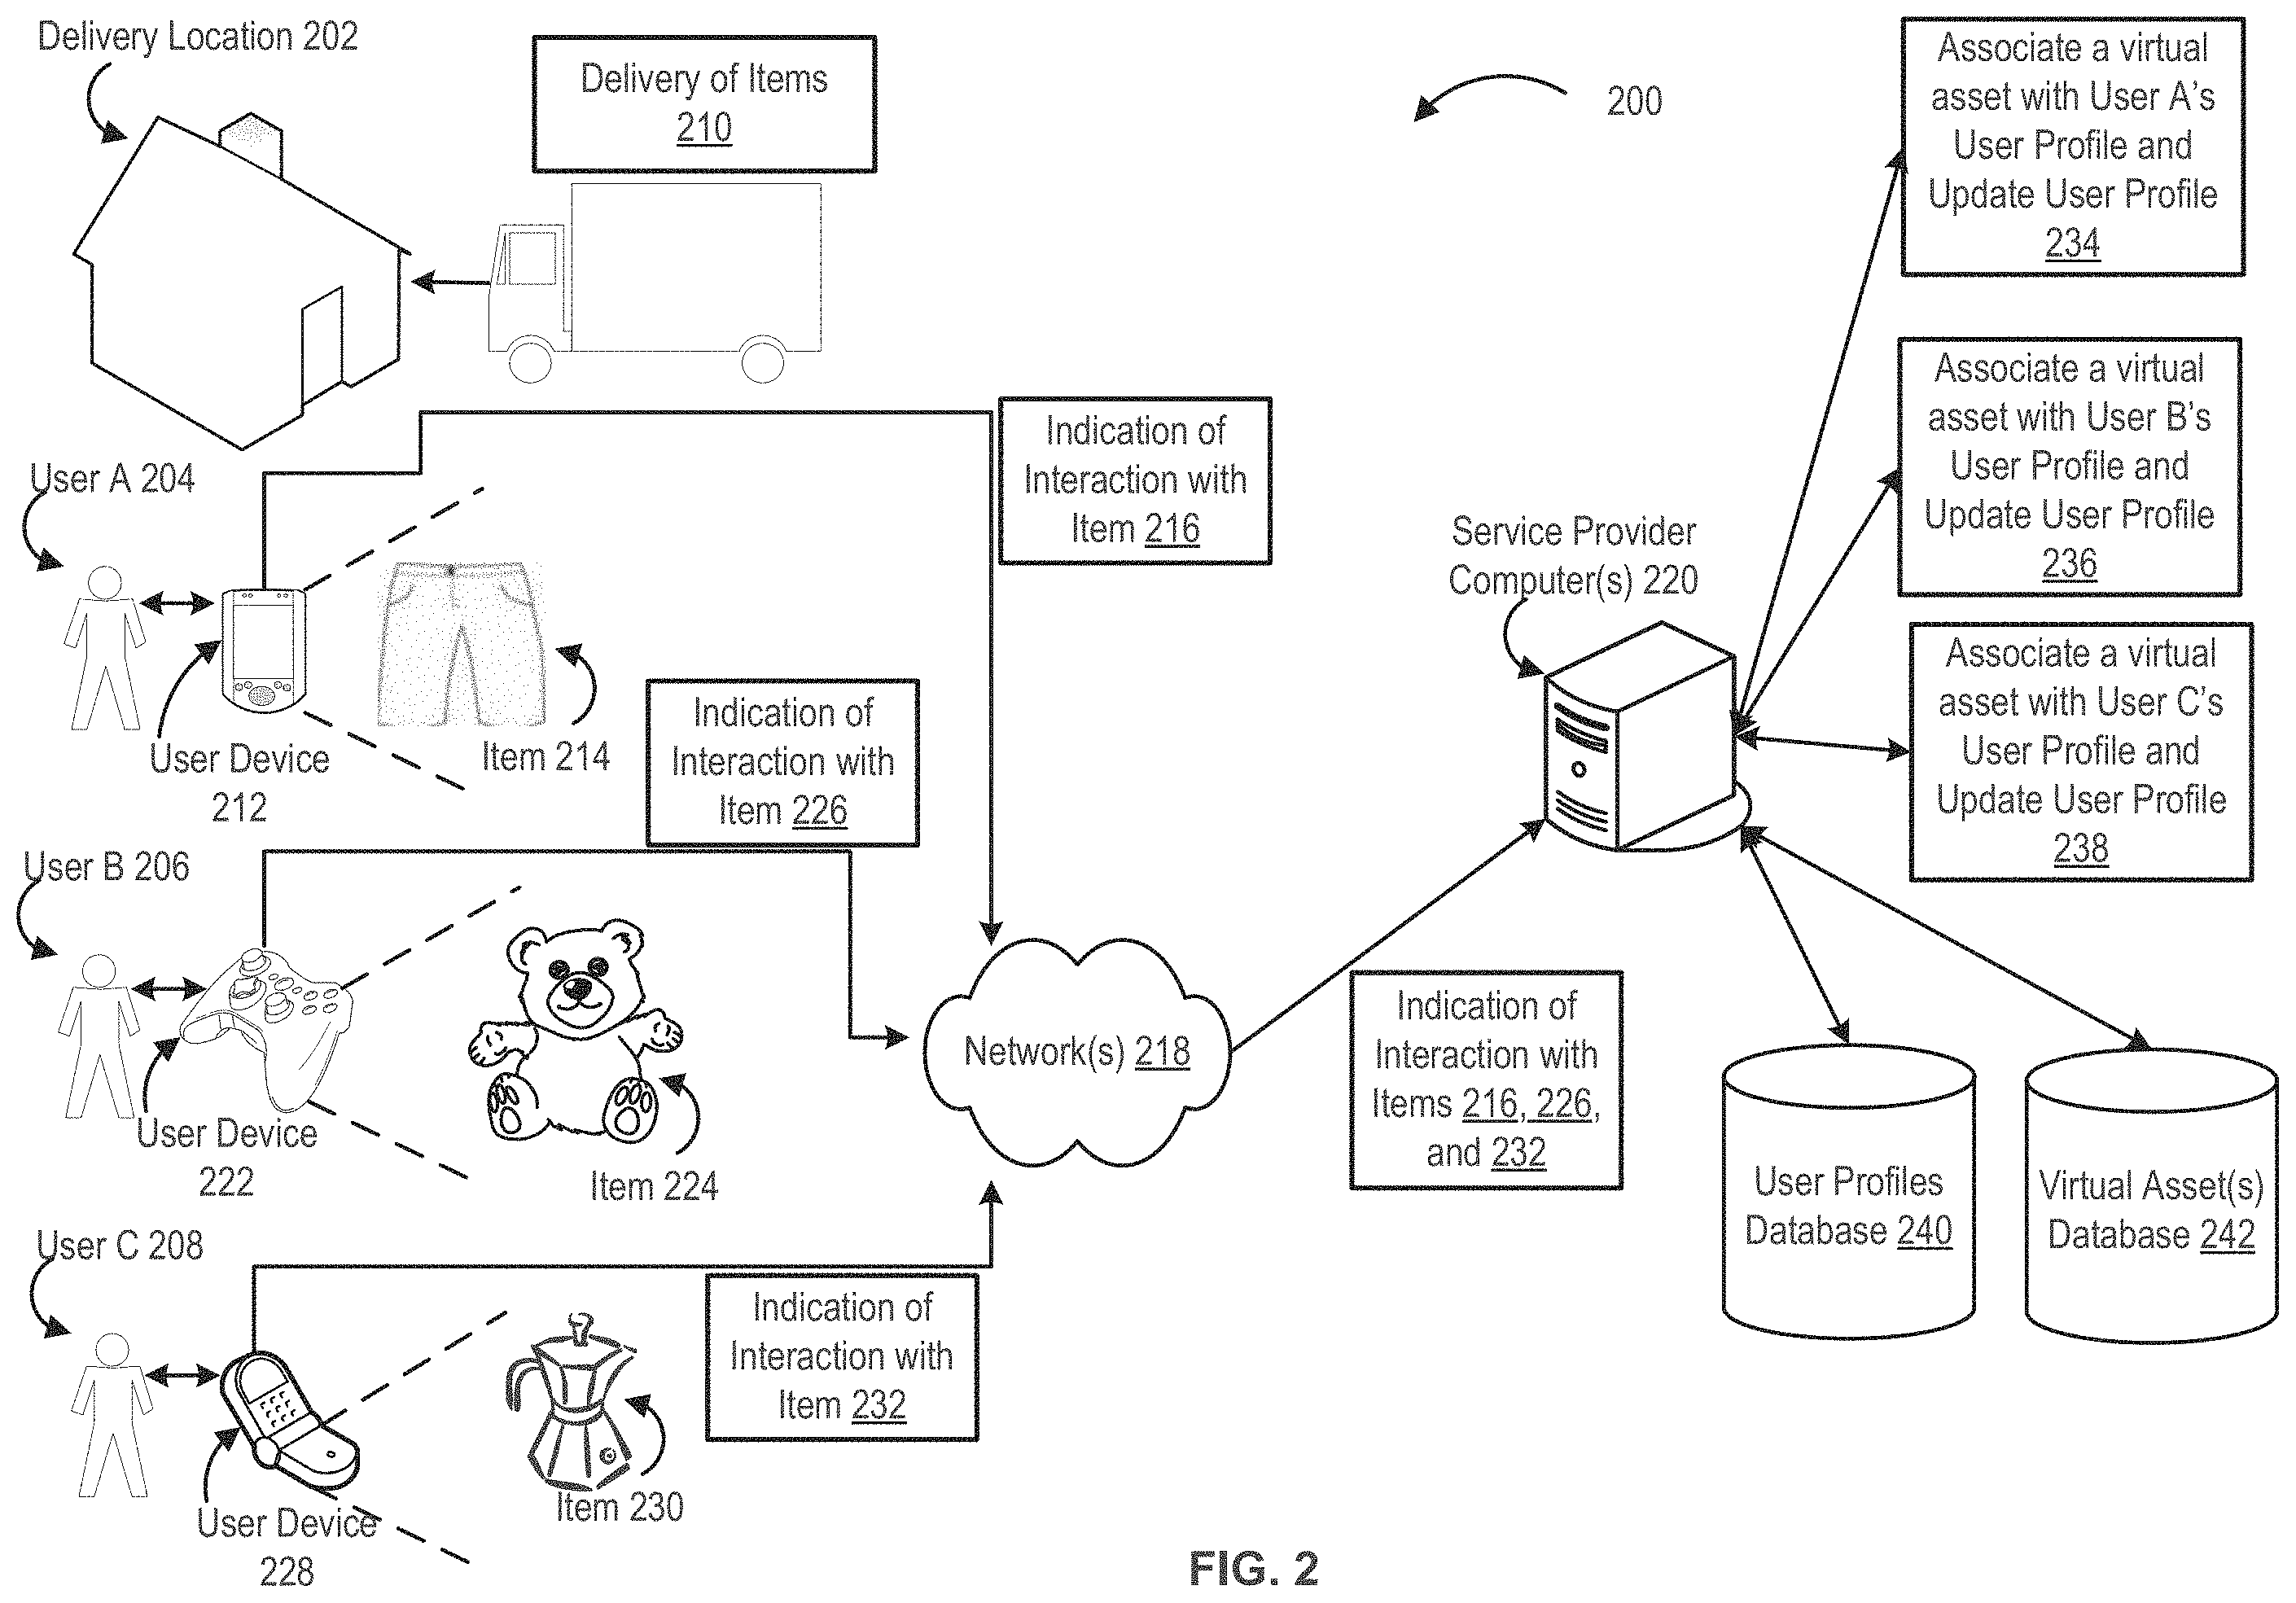 Delivery Location 202
Delivery of Items
210
200
Associate a virtual
asset with User A's
User Profile and
Update User Profile
234
Associate a virtual
asset with User B's
User Profile and
Update User Profile
236
Associate a virtual
asset with User C's
User Profile and
Update User Profile
238
User A 204
Indication of
Interaction with
Item 216
Service Provider
Computer(s) 220
User Device
212
Item 214
Indication of
Interaction with
Item 226
User B 206
User Device
222
Item 224
Network(s) 218
Indication of
Interaction with
Items 216, 226,
and 232
User Profiles
Database 240
Virtual Asset(s)
Database 242
User C 208
Indication of
Interaction with
Item 232
User Device
228
Item 230
FIG. 2